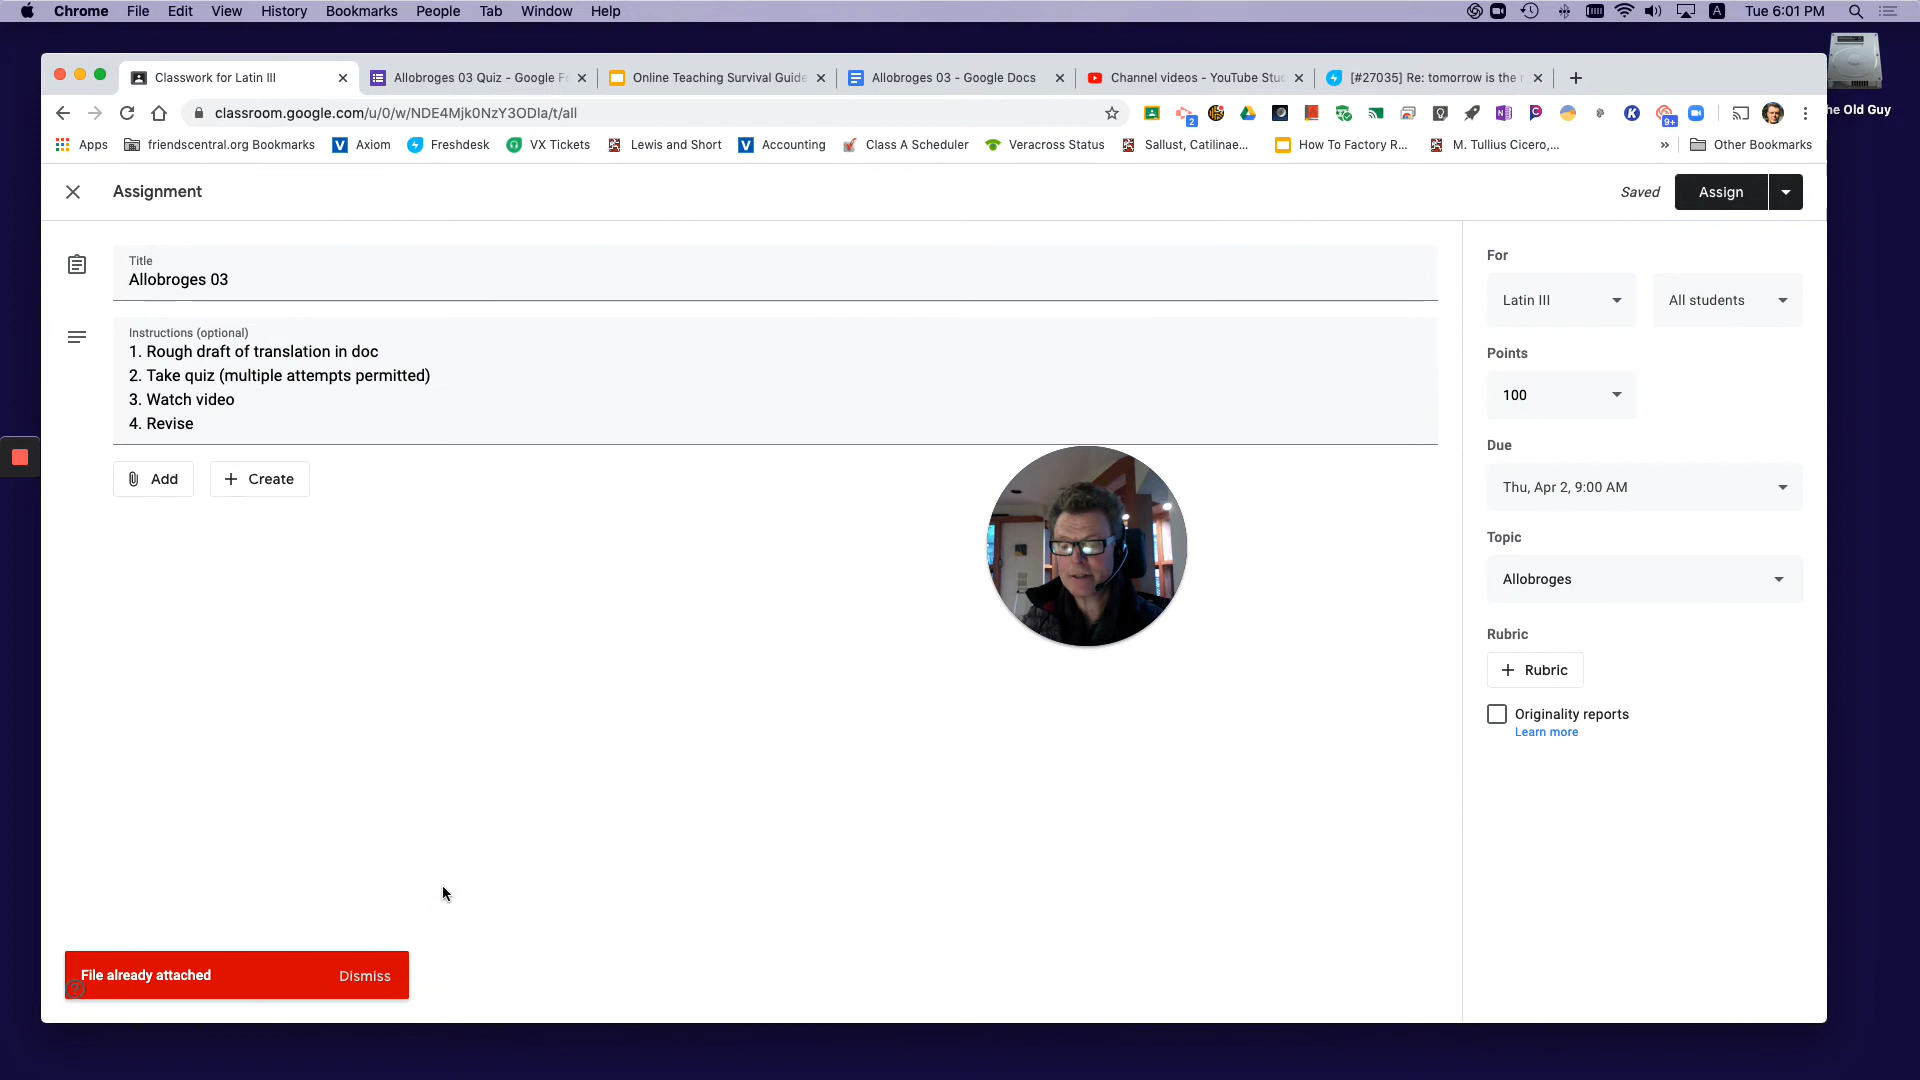 Chrome File Edit View History Bookmarks People Tab Window Help
A Tue 6:01 PM
Classwork for Latin III
Allobroges 03 Quiz - Google Fo
Online Teaching Survival Guide
Allobroges 03 - Google Docs
Channel videos - YouTube Stu
[#27035] Re: tomorrow is the
classroom.google.com/u/0/w/NDE4Mjk0NzY3ODla/t/all
2
9+
he Old Guy
Apps friendscentral.org Bookmarks Axiom Freshdesk VX Tickets Lewis and Short Accounting Class A Scheduler Veracross Status Sallust, Catilinae... How To Factory R... M. Tullius Cicero,... » Other Bookmarks
Assignment
Saved
Assign
Title
Allobroges 03
Instructions (optional)
1. Rough draft of translation in doc
2. Take quiz (multiple attempts permitted)
3. Watch video
4. Revise
Add
+ Create
For
Latin III
All students
Points
100
Due
Thu, Apr 2, 9:00 AM
Topic
Allobroges
Rubric
+ Rubric
Originality reports
Learn more
File already attached
Dismiss